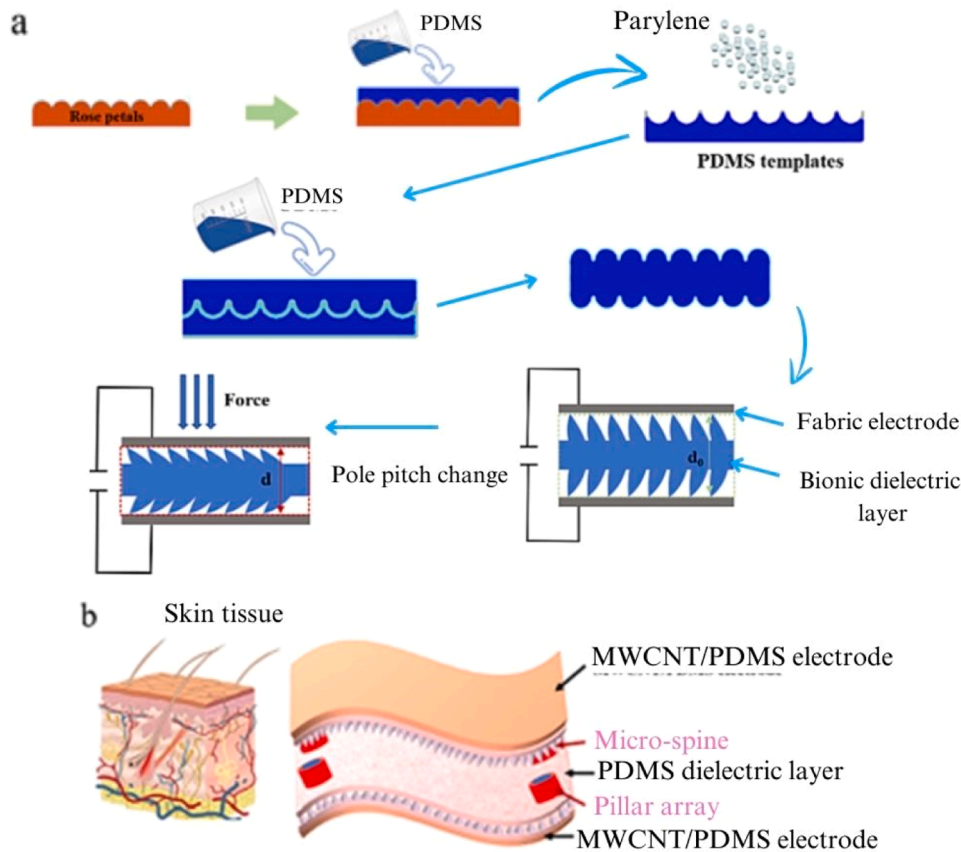 a
PDMS
Parylene
Rose petals
PDMS templates
PDMS
Force
d
Pole pitch change
d₀
Fabric electrode
Bionic dielectric
layer
b
Skin tissue
MWCNT/PDMS electrode
Micro-spine
PDMS dielectric layer
Pillar array
MWCNT/PDMS electrode